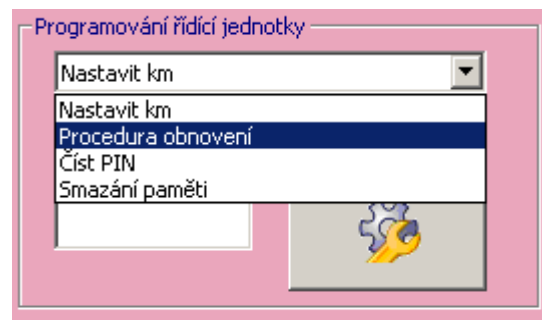 Programování řídící jednotky
Nastavit km
Nastavit km
Procedura obnovení
Číst PIN
Smazání paměti